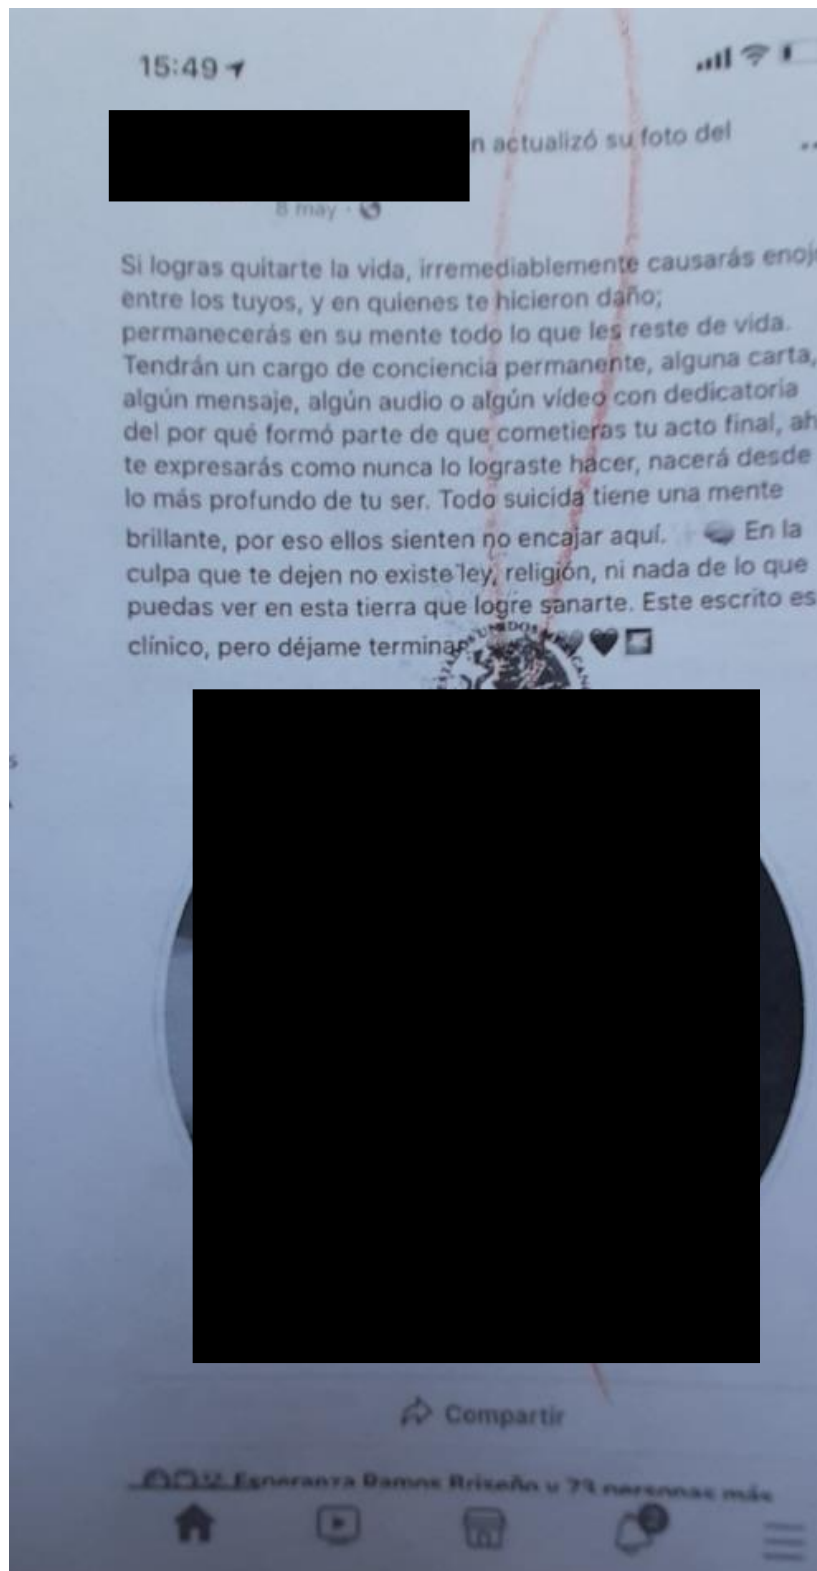 15:49
n actualizó su foto del
8 may
Si logras quitarte la vida, irremediablemente causarás enojo
entre los tuyos, y en quienes te hicieron daño;
permanecerás en su mente todo lo que les reste de vida.
Tendrán un cargo de conciencia permanente, alguna carta,
algún mensaje, algún audio o algún vídeo con dedicatoria
del por qué formó parte de que cometieras tu acto final, ah
te expresarás como nunca lo lograste hacer, nacerá desde
lo más profundo de tu ser. Todo suicida tiene una mente
brillante, por eso ellos sienten no encajar aquí. En la
culpa que te dejen no existe ley, religión, ni nada de lo que
puedas ver en esta tierra que logre sanarte. Este escrito es
clínico, pero déjame terminar
UNIDOS
Compartir
Esperanza Ramos Briseño y 73 personas más
2